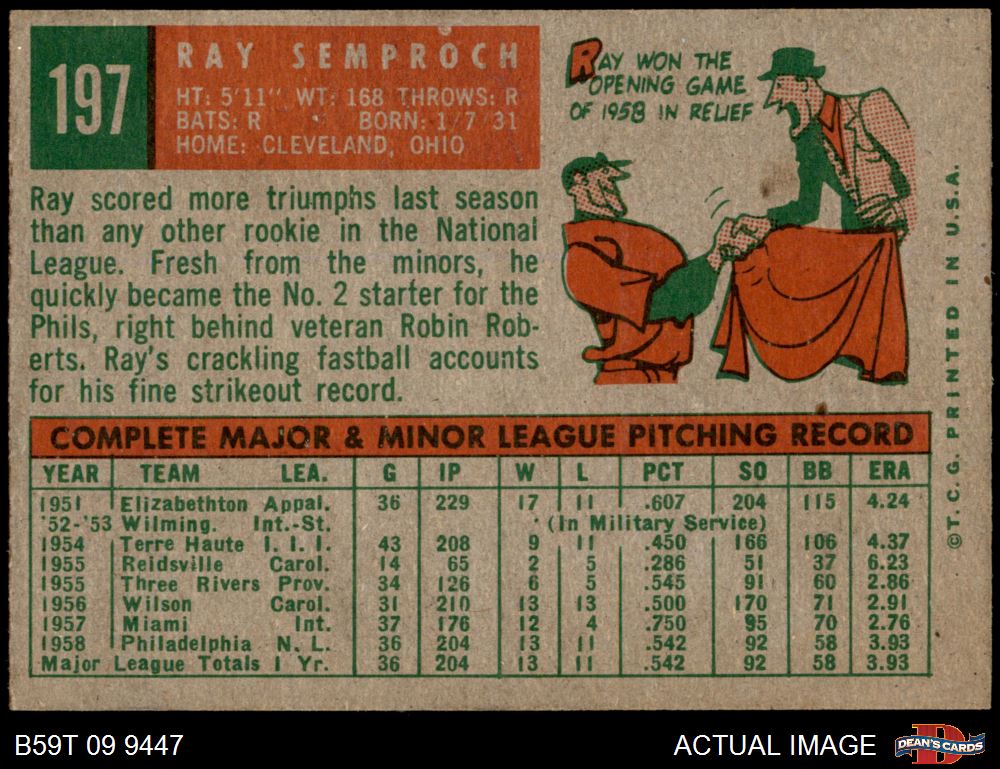 197
RAY SEMPROCH
HT: 5'11" WT: 168 THROWS: R
BATS: R BORN: 1/7/31
HOME: CLEVELAND, OHIO
RAY WON THE
OPENING GAME
OF 1958 IN RELIEF
Ray scored more triumphs last season
than any other rookie in the National
League. Fresh from the minors, he
quickly became the No. 2 starter for the
Phils, right behind veteran Robin Rob-
erts. Ray's crackling fastball accounts
for his fine strikeout record.
COMPLETE MAJOR & MINOR LEAGUE PITCHING RECORD
YEAR TEAM LEA. G IP W L PCT SO BB ERA
1951 Elizabethton Appal. 36 229 17 11 .607 204 115 4.24
'52-'53 Wilming. Int.-St. (In Military Service)
1954 Terre Haute I. I. I. 43 208 9 11 .450 166 106 4.37
1955 Reidsville Carol. 14 65 2 5 .286 51 37 6.23
1955 Three Rivers Prov. 34 126 6 5 .545 91 60 2.86
1956 Wilson Carol. 31 210 13 13 .500 170 71 2.91
1957 Miami Int. 37 176 12 4 .750 95 70 2.76
1958 Philadelphia N. L. 36 204 13 11 .542 92 58 3.93
Major League Totals 1 Yr. 36 204 13 11 .542 92 58 3.93
©T. C. G. PRINTED IN U.S.A.
B59T 09 9447
ACTUAL IMAGE
D
DEAN'S CARDS